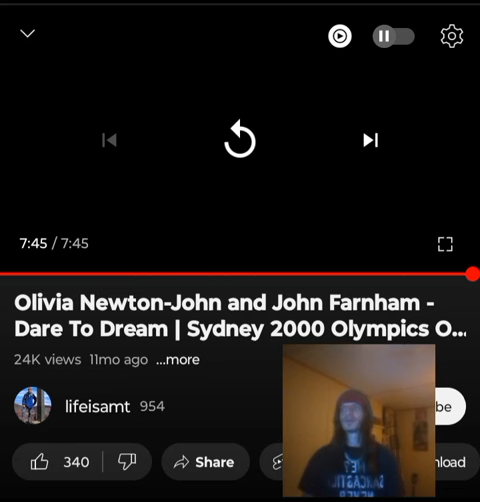 7:45 / 7:45
Olivia Newton-John and John Farnham -
Dare To Dream | Sydney 2000 Olympics O...
24K views 11mo ago ...more
lifeisamt 954 be
340 Share nload